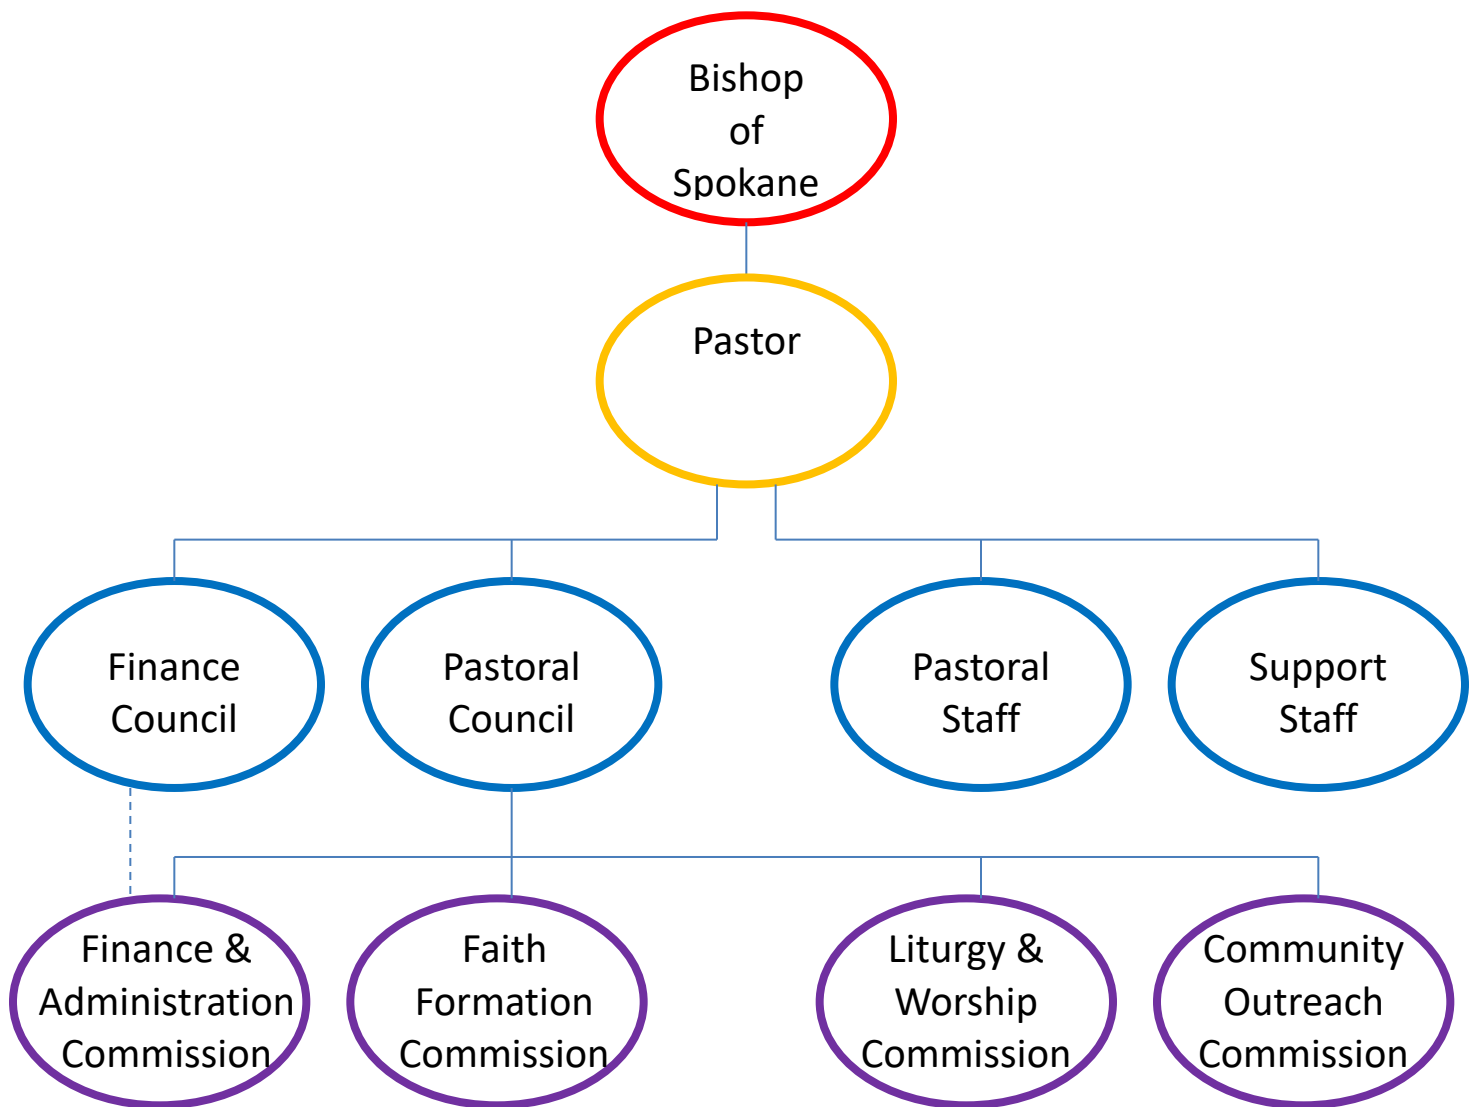 Bishop
of
Spokane
Pastor
Finance
Council
Pastoral
Council
Pastoral
Staff
Support
Staff
Finance &
Administration
Commission
Faith
Formation
Commission
Liturgy &
Worship
Commission
Community
Outreach
Commission